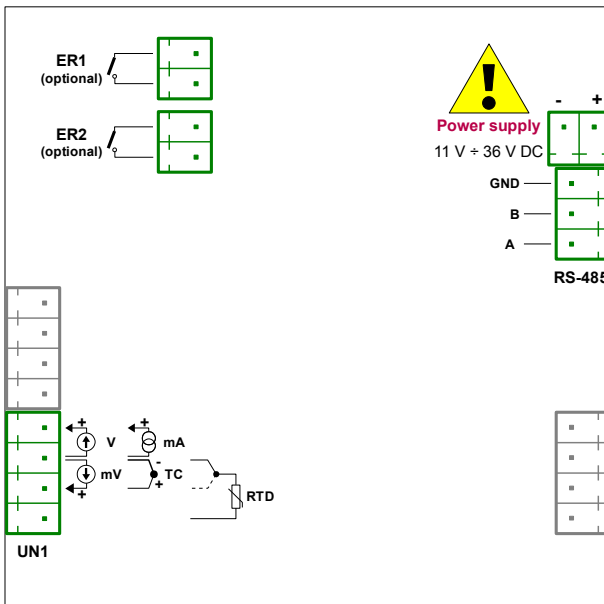 ER1
(optional)
ER2
(optional)
- +
Power supply
11 V ÷ 36 V DC
GND
B
A
RS-485
+ +
V mA
-
mV TC
+ +
RTD
UN1